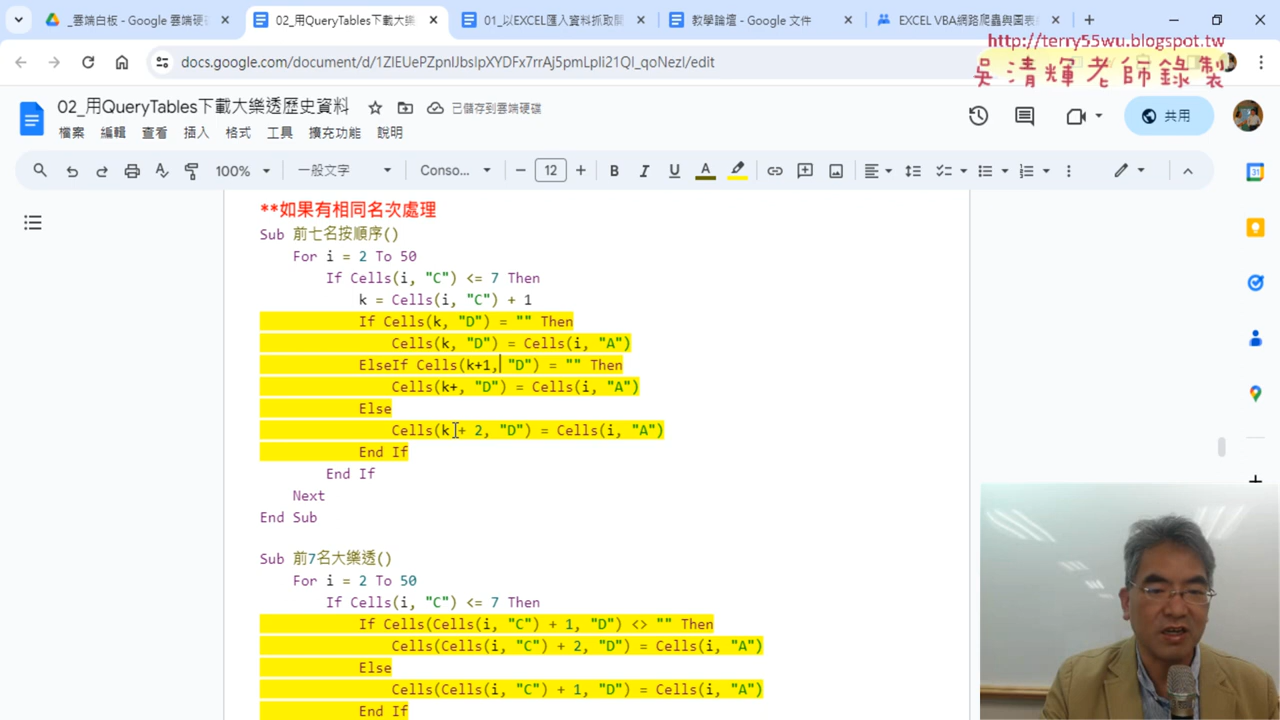 _雲端白板 - Google 雲端硬碟
02_用QueryTables下載大樂透歷史
01_以EXCEL匯入資料抓取開
教學論壇 - Google 文件
EXCEL VBA網路爬蟲與圖表
docs.google.com/document/d/1ZlEUePZpnIJbslpXYDFx7rrAj5pmLpIi21Ql_qoNezI/edit
http://terry55wu.blogspot.tw
吳清輝老師錄製
02_用QueryTables下載大樂透歷史資料
已儲存到雲端硬碟
檔案 編輯 查看 插入 格式 工具 擴充功能 說明
共用
100% 一般文字 Conso... 12
**如果有相同名次處理
Sub 前七名按順序()
For i = 2 To 50
If Cells(i, "C") <= 7 Then
k = Cells(i, "C") + 1
If Cells(k, "D") = "" Then
Cells(k, "D") = Cells(i, "A")
ElseIf Cells(k+1, "D") = "" Then
Cells(k+, "D") = Cells(i, "A")
Else
Cells(k + 2, "D") = Cells(i, "A")
End If
End If
Next
End Sub
Sub 前7名大樂透()
For i = 2 To 50
If Cells(i, "C") <= 7 Then
If Cells(Cells(i, "C") + 1, "D") <> "" Then
Cells(Cells(i, "C") + 2, "D") = Cells(i, "A")
Else
Cells(Cells(i, "C") + 1, "D") = Cells(i, "A")
End If